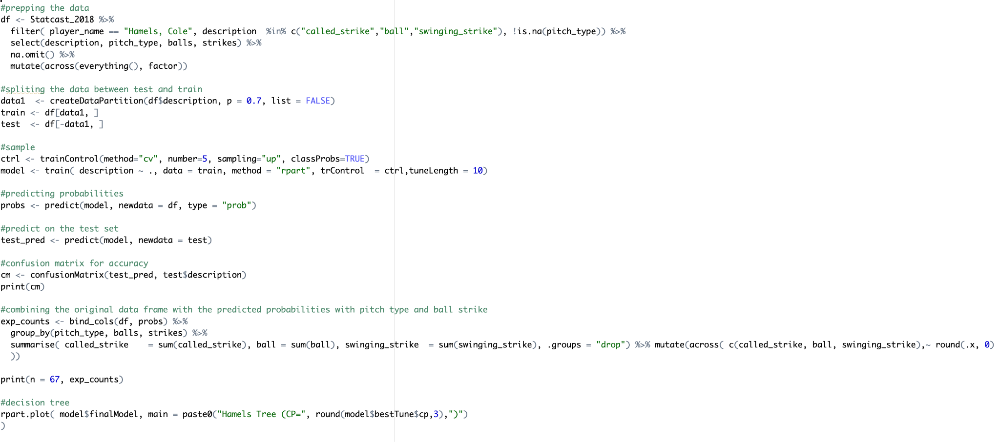 #prepping the data
df <- Statcast_2018 %>%
  filter( player_name == "Hamels, Cole", description  %in% c("called_strike","ball","swinging_strike"), !is.na(pitch_type)) %>%
  select(description, pitch_type, balls, strikes) %>%
  na.omit() %>%
  mutate(across(everything(), factor))

#spliting the data between test and train
data1  <- createDataPartition(df$description, p = 0.7, list = FALSE)
train <- df[data1, ]
test  <- df[-data1, ]

#sample
ctrl <- trainControl(method="cv", number=5, sampling="up", classProbs=TRUE)
model <- train( description ~ ., data = train, method = "rpart", trControl  = ctrl,tuneLength = 10)

#predicting probabilities
probs <- predict(model, newdata = df, type = "prob")

#predict on the test set
test_pred <- predict(model, newdata = test)

#confusion matrix for accuracy
cm <- confusionMatrix(test_pred, test$description)
print(cm)

#combining the original data frame with the predicted probabilities with pitch type and ball strike
exp_counts <- bind_cols(df, probs) %>%
  group_by(pitch_type, balls, strikes) %>%
  summarise( called_strike    = sum(called_strike), ball = sum(ball), swinging_strike  = sum(swinging_strike), .groups = "drop") %>% mutate(across( c(called_strike, ball, swinging_strike),~ round(.x, 0)
  ))

print(n = 67, exp_counts)

#decision tree
rpart.plot( model$finalModel, main = paste0("Hamels Tree (CP=", round(model$bestTune$cp,3),")")
)